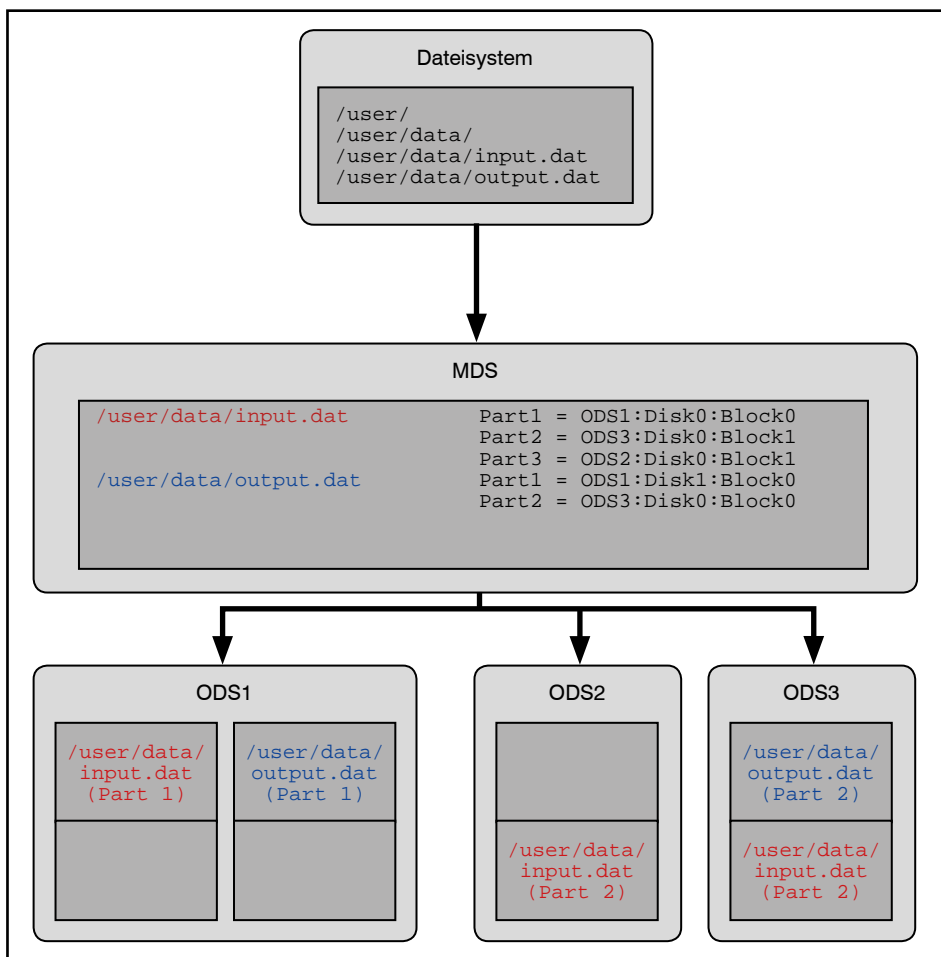 Dateisystem
/user/
/user/data/
/user/data/input.dat
/user/data/output.dat
MDS
/user/data/input.dat Part1 = ODS1:Disk0:Block0
Part2 = ODS3:Disk0:Block1
Part3 = ODS2:Disk0:Block1
/user/data/output.dat Part1 = ODS1:Disk1:Block0
Part2 = ODS3:Disk0:Block0
ODS1
/user/data/
input.dat
(Part 1)
/user/data/
output.dat
(Part 1)
ODS2
/user/data/
input.dat
(Part 2)
ODS3
/user/data/
output.dat
(Part 2)
/user/data/
input.dat
(Part 2)